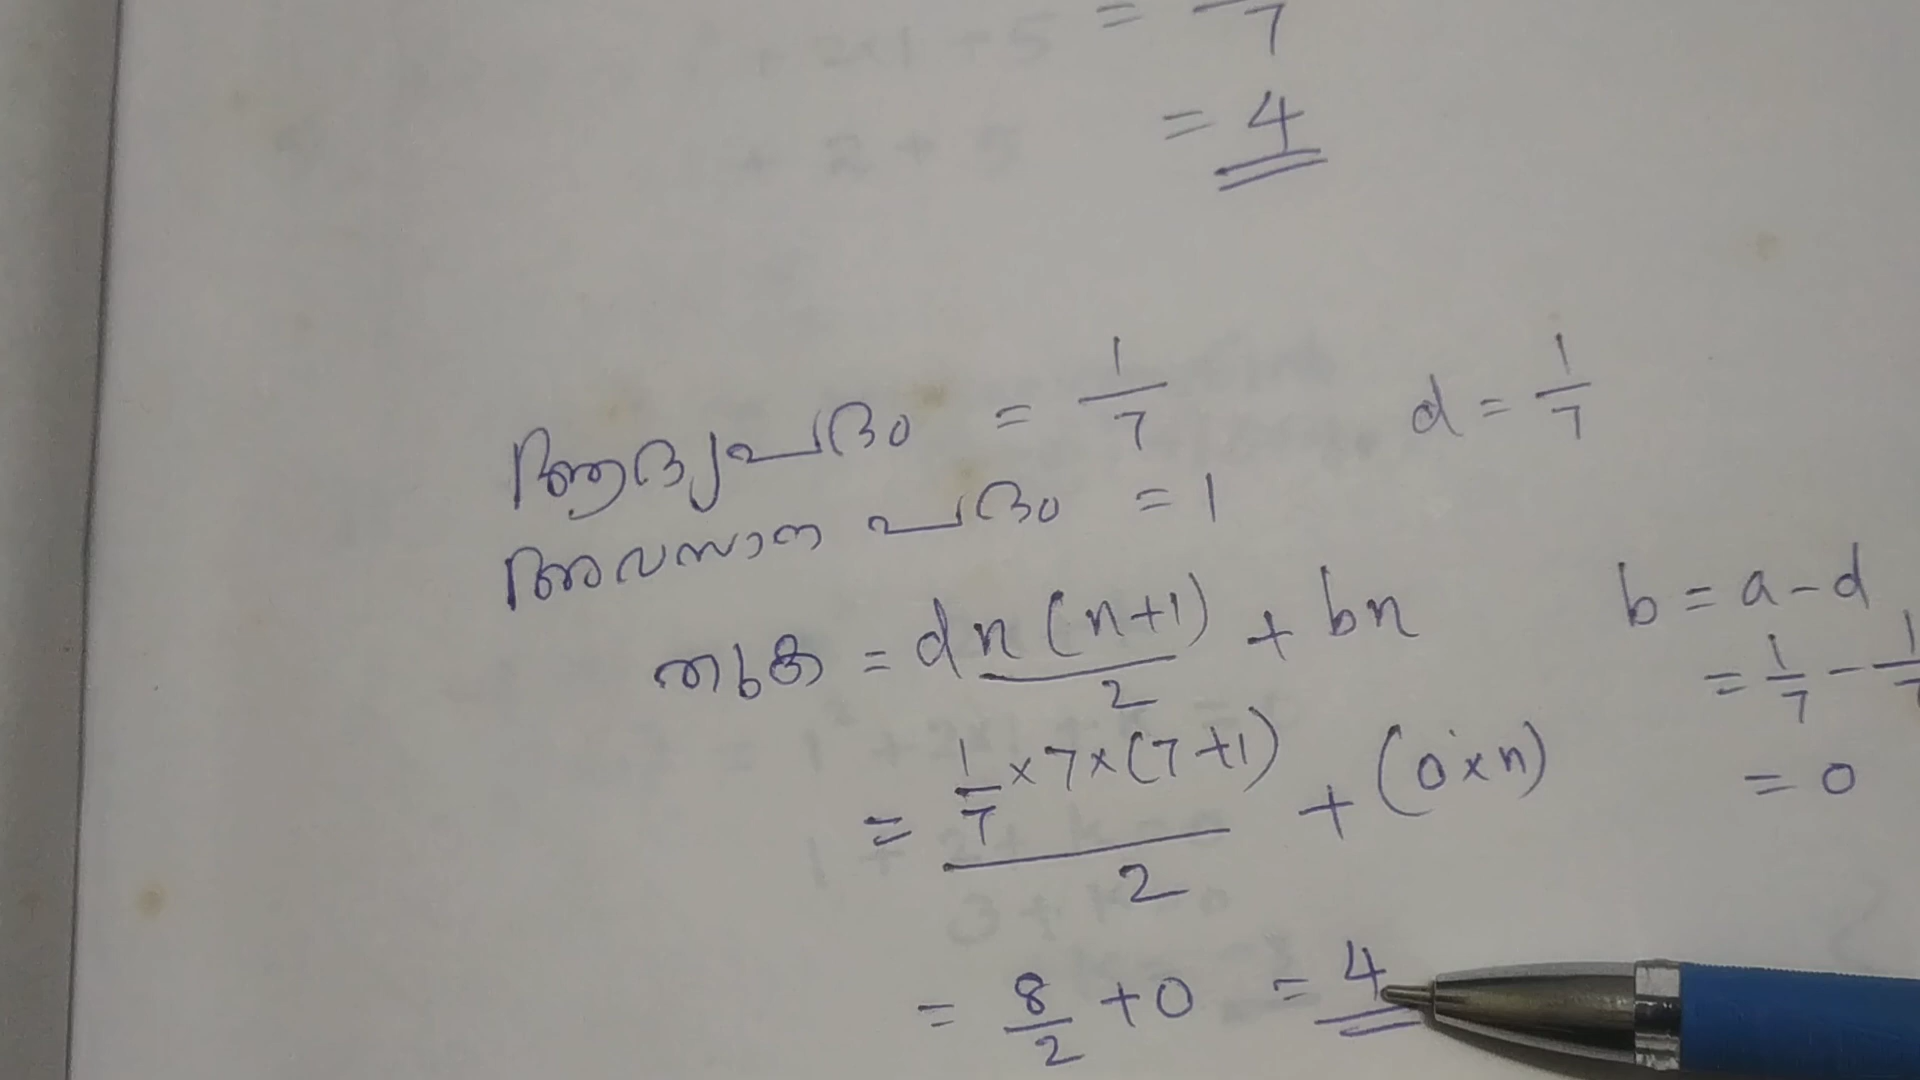 = —/7
= 4
ആദ്യപദം = 1/7 d = 1/7
അവസാന പദം = 1
തുക = dn(n+1)/2 + bn b = a-d
= 1/7 - 1/7
= 1/7 × 7 × (7+1)/2 + (0×n) = 0
= 8/2 + 0 = 4